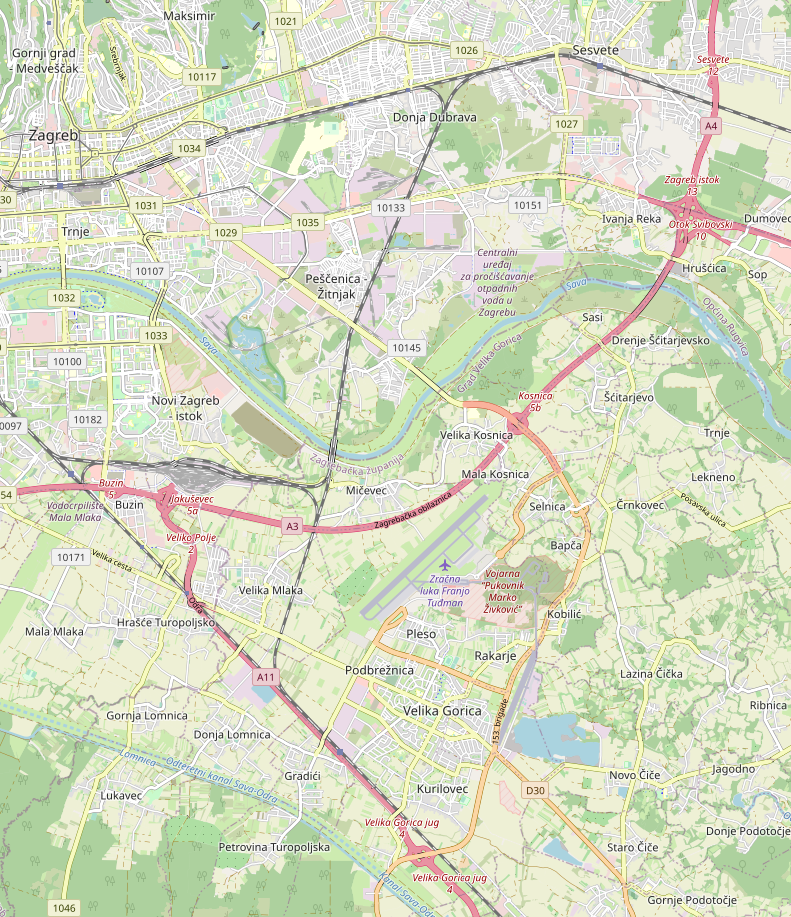 Maksimir
1021
Gornji grad
- Medveščak
Srebrnjak
10117
1026
Sesvete
Sesvete
12
Donja Dubrava
1027
A4
Zagreb
1034
Zagreb istok
13
30
1031
10133
10151
Ivanja Reka
Otok Svibovski
10
Dumovec
Trnje
1029
1035
10107
Centralni
uređaj
za pročišćavanje
otpadnih
voda u
Zagrebu
Hrušćica
Sop
Peščenica -
Žitnjak
Sava
1032
Općina Rugvica
Sasi
1033
Sava
10145
Grad Velika Gorica
Drenje Šćitarjevsko
10100
Novi Zagreb
- istok
Kosnica
5b
Šćitarjevo
10182
0097
Velika Kosnica
Trnje
Zagrebačka županija
Mala Kosnica
Lekneno
54
Buzin
5
Jakuševec
5a
Mičevec
Vodocrpilište
Mala Mlaka
Buzin
Zagrebačka obilaznica
A3
Selnica
Črnkovec
Posavska ulica
Veliko Polje
2
10171
Velika cesta
Bapča
Zračna
luka Franjo
Tuđman
Vojarna
"Pukovnik
Marko
Živković"
Velika Mlaka
Odra
Kobilić
Hrašće Turopoljsko
Mala Mlaka
Pleso
Rakarje
A11
Podbrežnica
Lazina Čička
Gornja Lomnica
Velika Gorica
153. brigade
Ribnica
Donja Lomnica
Lomnica
Odteretni kanal Sava-Odra
Gradići
Novo Čiče
Jagodno
Lukavec
Kurilovec
D30
Velika Gorica jug
4
Donje Podotočje
Petrovina Turopoljska
Staro Čiče
Velika Gorica jug
4
Kanal Sava-Odra
1046
Gornje Podotočje